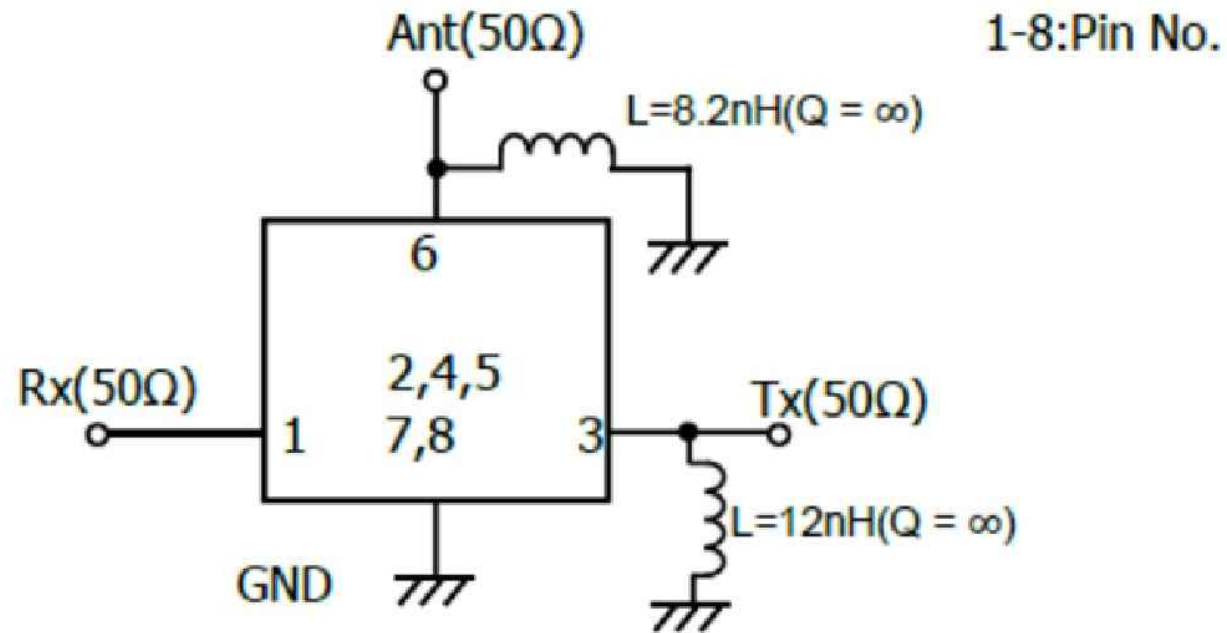 Ant(50Ω)
1-8:Pin No.
L=8.2nH(Q = ∞)
6
Rx(50Ω)
2,4,5
Tx(50Ω)
1
7,8
3
L=12nH(Q = ∞)
GND